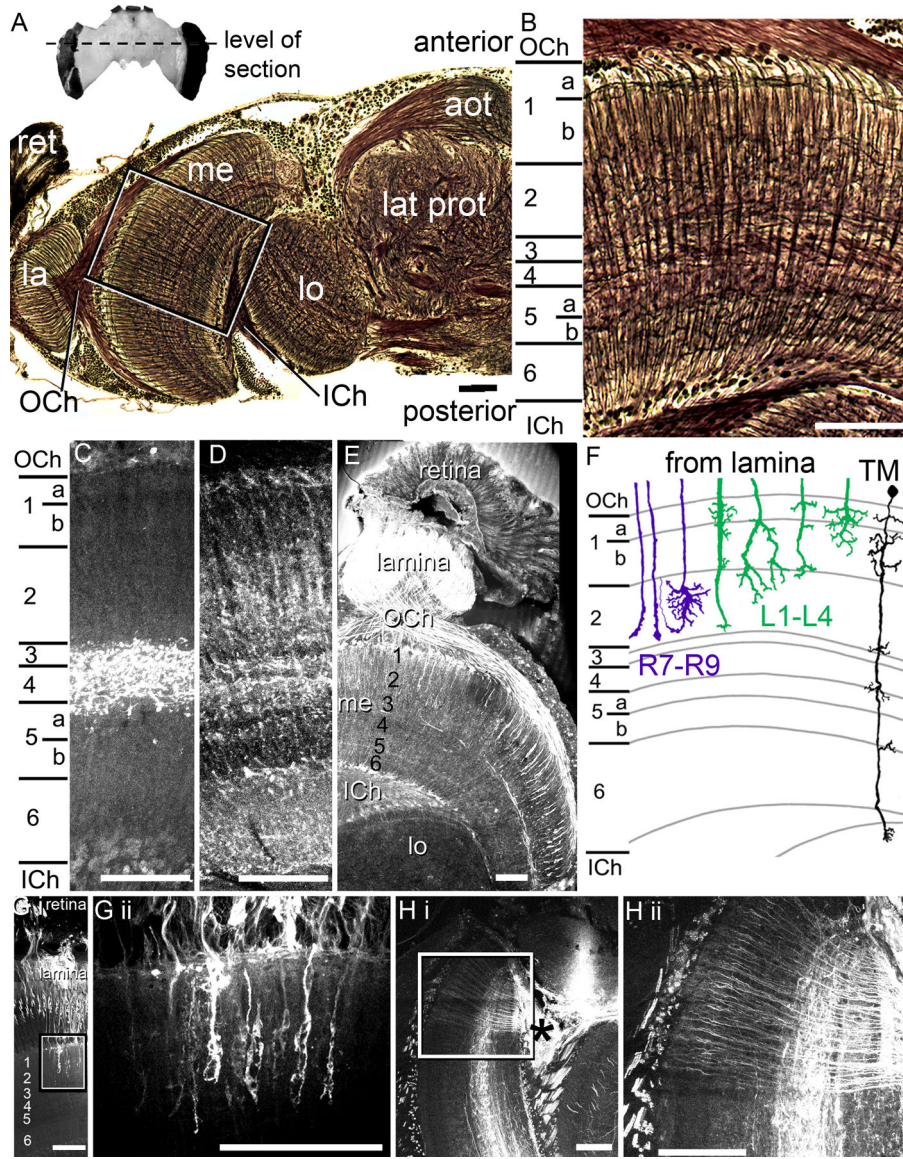 A
level of
section
anterior
aot
ret
me
lat prot
la
lo
OCh
ICh
posterior
B
OCh
1
a
b
2
3
4
5
a
b
6
ICh
C
OCh
1
a
b
2
3
4
5
a
b
6
ICh
D
E
retina
lamina
OCh
1
2
me 3
4
5
6
ICh
lo
F
from lamina
TM
OCh
1
a
b
2
L1-L4
R7-R9
3
4
5
a
b
6
ICh
G i
retina
lamina
1
2
3
4
5
6
G ii
H i
*
H ii